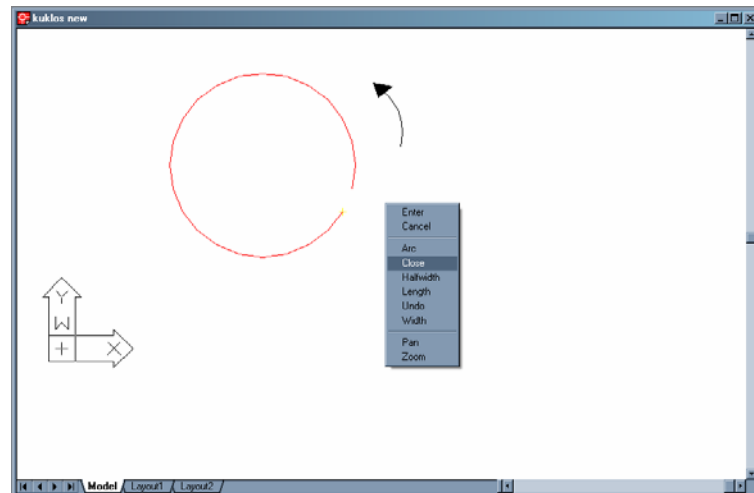 kuklos new
Enter
Cancel
Arc
Close
Halfwidth
Length
Undo
Width
Pan
Zoom
Y
W
X
Model Layout1 Layout2